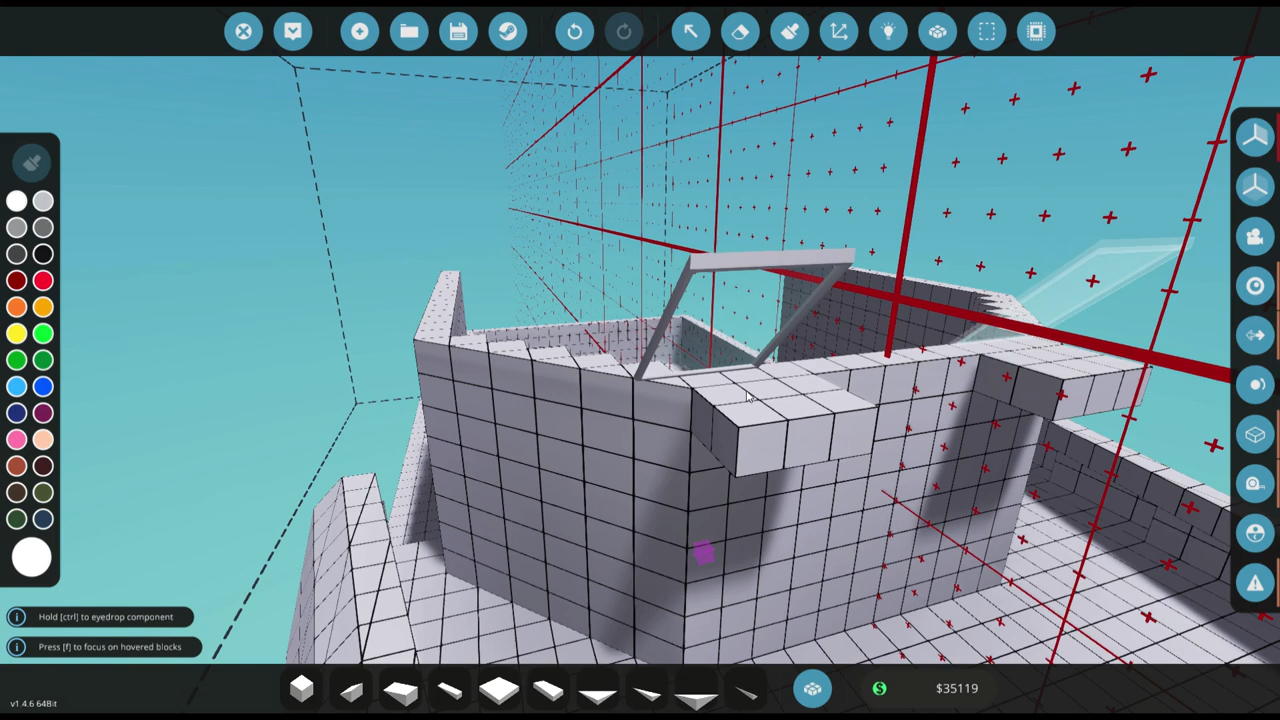 Hold [ctrl] to eyedrop component
Press [f] to focus on hovered blocks
v1.4.6 64Bit
$
$35119